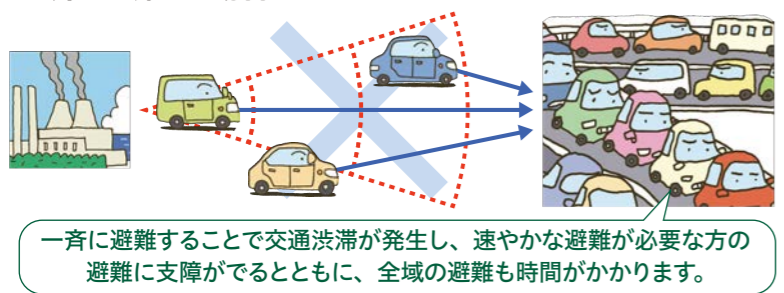 一斉に避難することで交通渋滞が発生し、速やかな避難が必要な方の
避難に支障がでるとともに、全域の避難も時間がかかります。